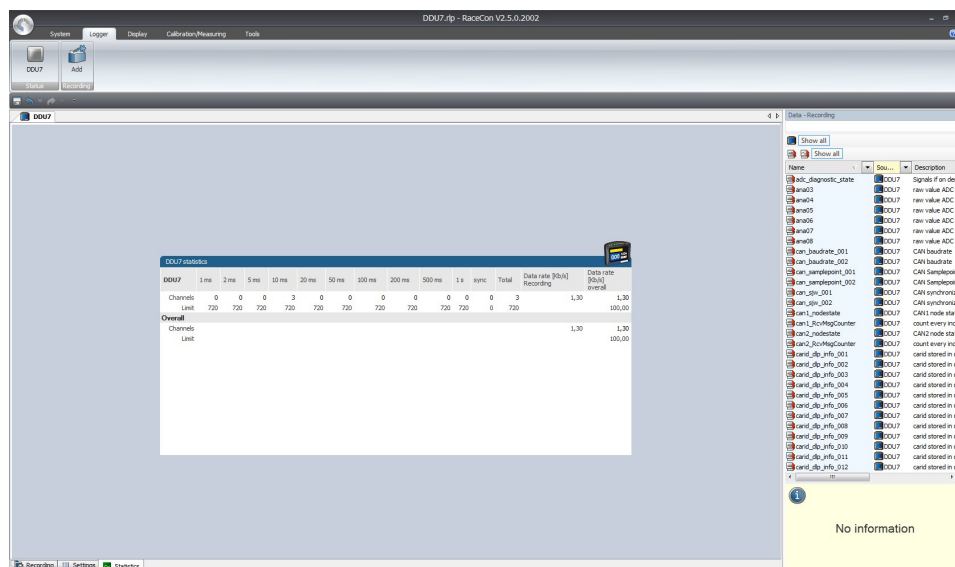 DDU7.rlp - RaceCon V2.5.0.2002
System Logger Display Calibration/Measuring Tools
DDU7 Add
Status Recording
DDU7
DDU7 statistics
DDU7 1 ms 2 ms 5 ms 10 ms 20 ms 50 ms 100 ms 200 ms 500 ms 1 s sync Total Data rate [Kb/s] Recording Data rate [Kb/s] overall
Channels 0 0 0 3 0 0 0 0 0 0 0 3 1,30 1,30
Limit 720 720 720 720 720 720 720 720 720 720 0 720 100,00
Overall
Channels 1,30 1,30
Limit 100,00
Recording Settings Statistics
Data - Recording
Show all
Show all
Name Sou... Description
adc_diagnostic_state DDU7 Signals if on de
ana03 DDU7 raw value ADC
ana04 DDU7 raw value ADC
ana05 DDU7 raw value ADC
ana06 DDU7 raw value ADC
ana07 DDU7 raw value ADC
ana08 DDU7 raw value ADC
can_baudrate_001 DDU7 CAN baudrate
can_baudrate_002 DDU7 CAN baudrate
can_samplepoint_001 DDU7 CAN Samplepoi
can_samplepoint_002 DDU7 CAN Samplepoi
can_sjw_001 DDU7 CAN synchroniz
can_sjw_002 DDU7 CAN synchroniz
can1_nodestate DDU7 CAN1 node sta
can1_RcvMsgCounter DDU7 count every inc
can2_nodestate DDU7 CAN2 node sta
can2_RcvMsgCounter DDU7 count every inc
carid_dlp_info_001 DDU7 carid stored in
carid_dlp_info_002 DDU7 carid stored in
carid_dlp_info_003 DDU7 carid stored in
carid_dlp_info_004 DDU7 carid stored in
carid_dlp_info_005 DDU7 carid stored in
carid_dlp_info_006 DDU7 carid stored in
carid_dlp_info_007 DDU7 carid stored in
carid_dlp_info_008 DDU7 carid stored in
carid_dlp_info_009 DDU7 carid stored in
carid_dlp_info_010 DDU7 carid stored in
carid_dlp_info_011 DDU7 carid stored in
carid_dlp_info_012 DDU7 carid stored in
No information